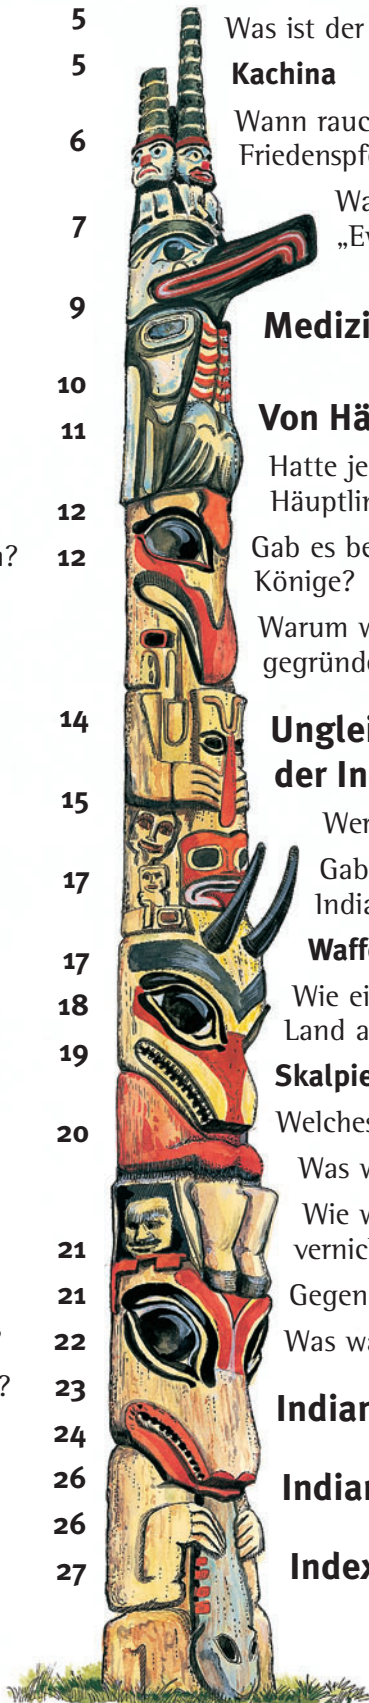 5
5
6
7
9
10
11
12
? 12
14
15
17
17
18
19
20
21
21
22
? 23
24
26
26
27
Was ist der
Kachina
Wann rauc
Friedenspf
Wa
„Ev
Medizi
Von Hä
Hatte je
Häuptlin
Gab es be
Könige?
Warum w
gegründe
Unglei
der In
Wer
Gab
India
Waffe
Wie ei
Land a
Skalpie
Welches
Was w
Wie w
vernich
Gegen
Was wa
Indian
Indian
Index